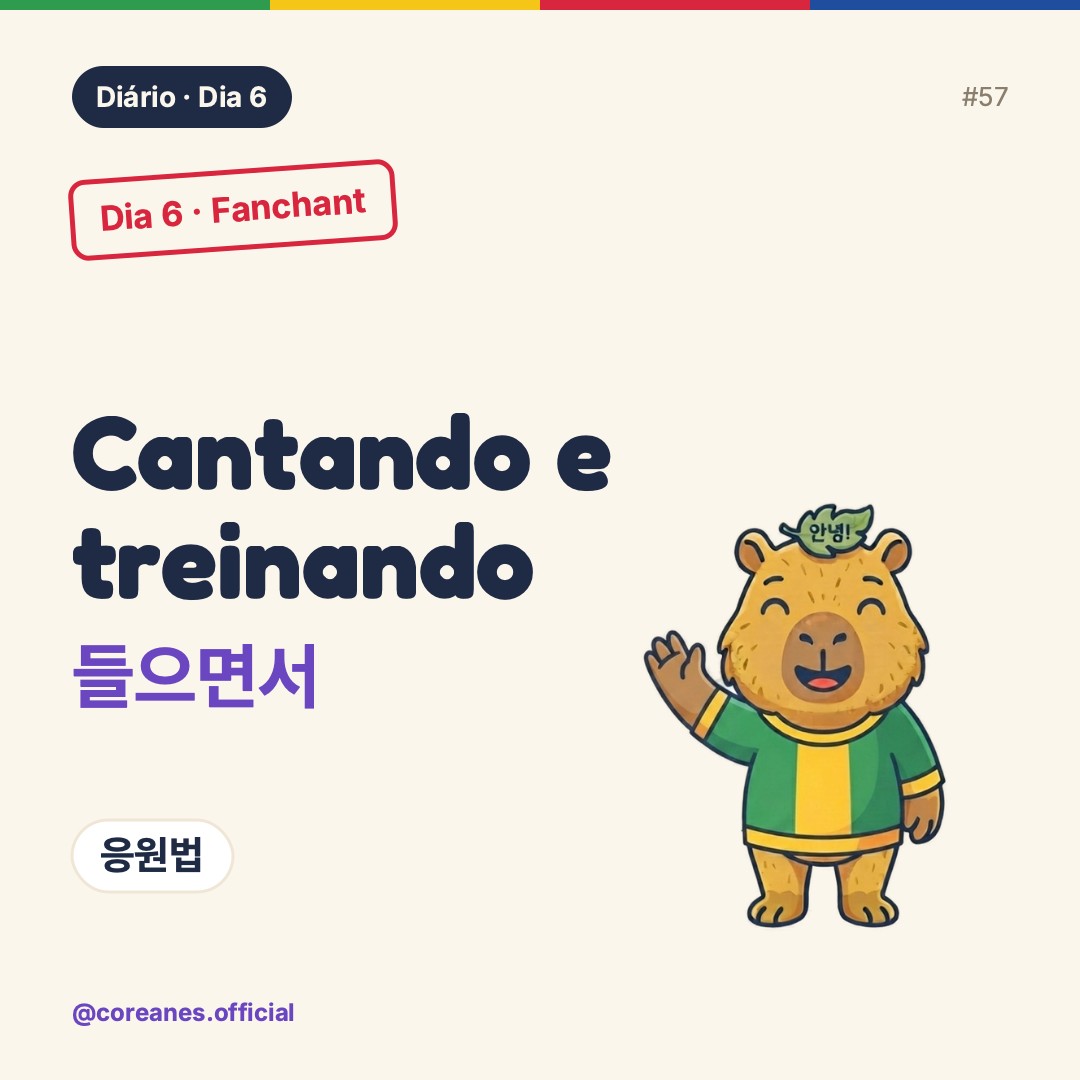 Diário · Dia 6
#57
Dia 6 · Fanchant
Cantando e
treinando
들으면서
안녕!
응원법
@coreanes.official